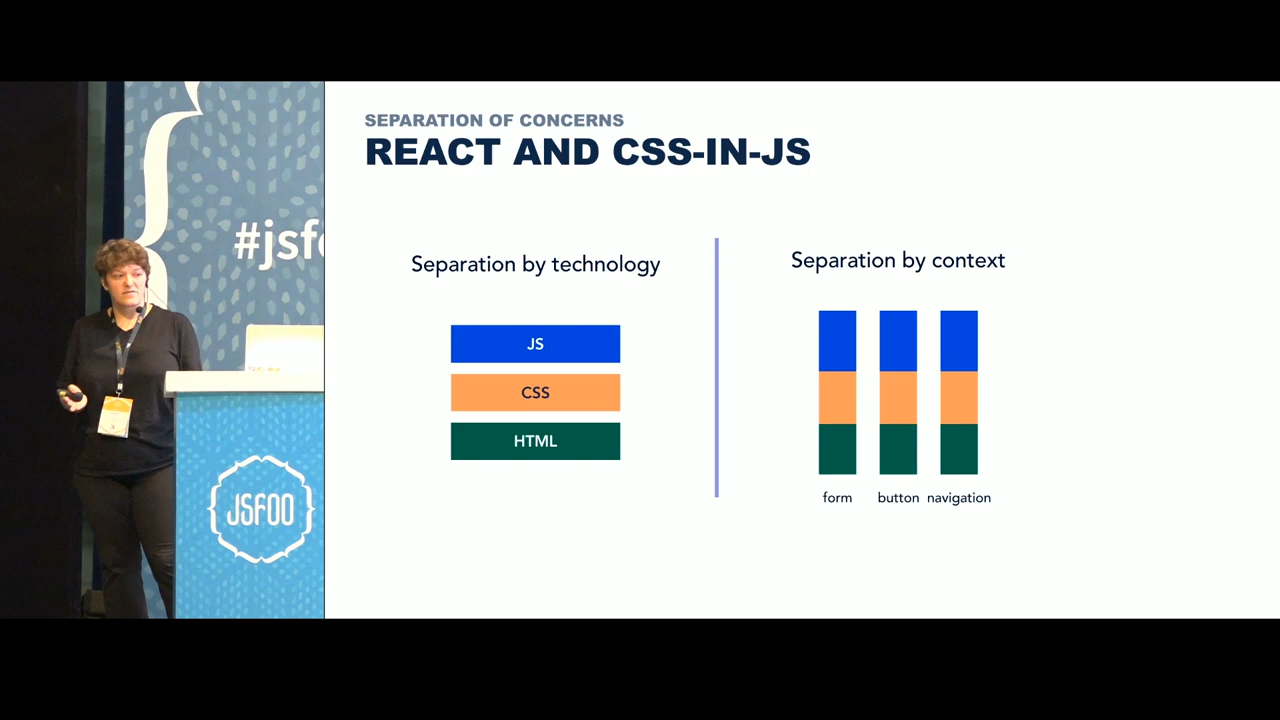 SEPARATION OF CONCERNS
REACT AND CSS-IN-JS
Separation by technology
JS
CSS
HTML
Separation by context
form
button
navigation
#jsfo
JSFOO